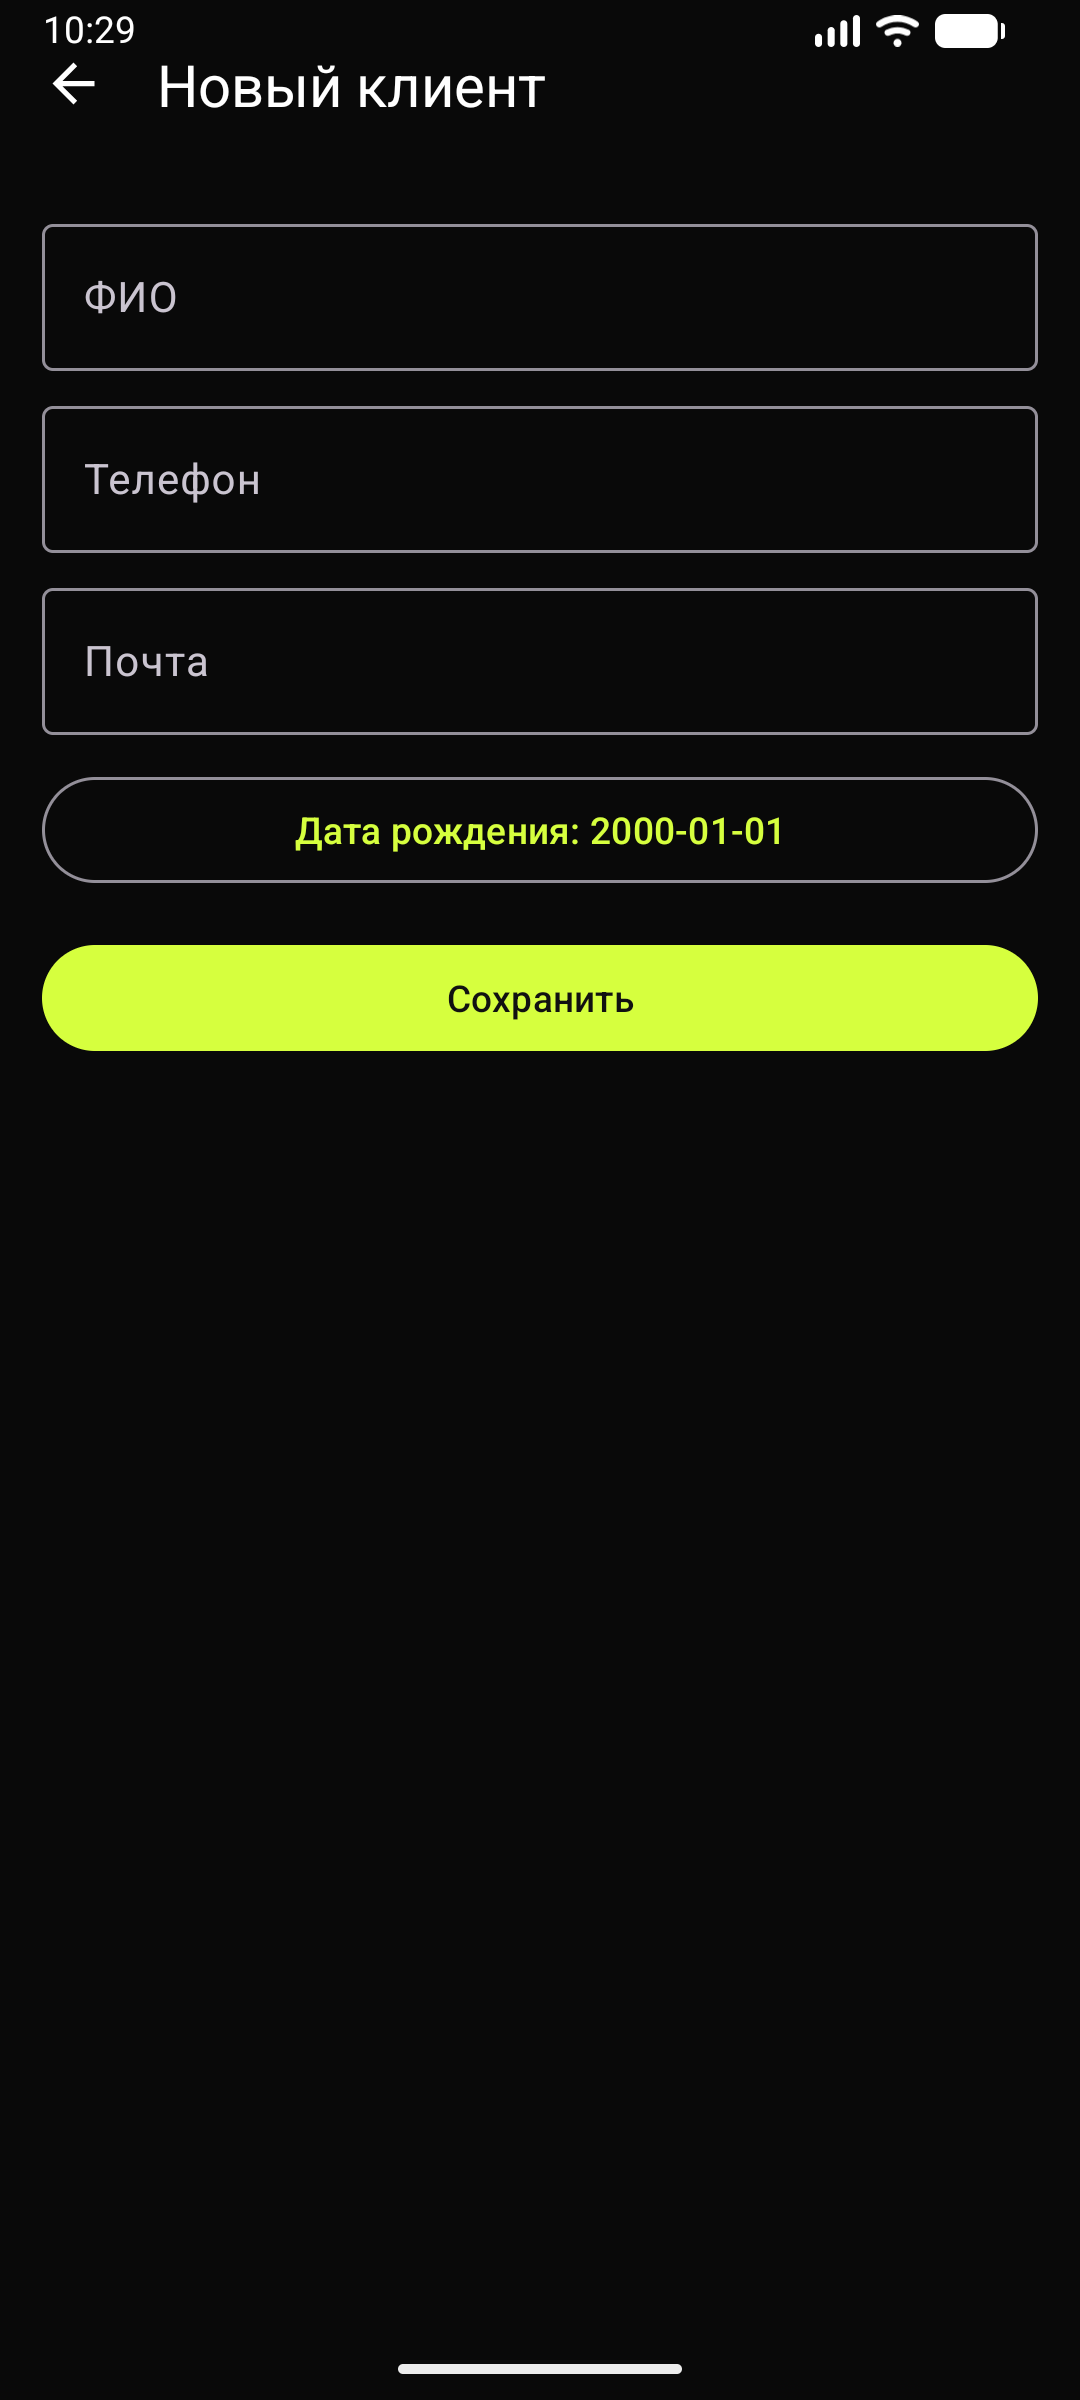 10:29
Новый клиент
ФИО
Телефон
Почта
Дата рождения: 2000-01-01
Сохранить